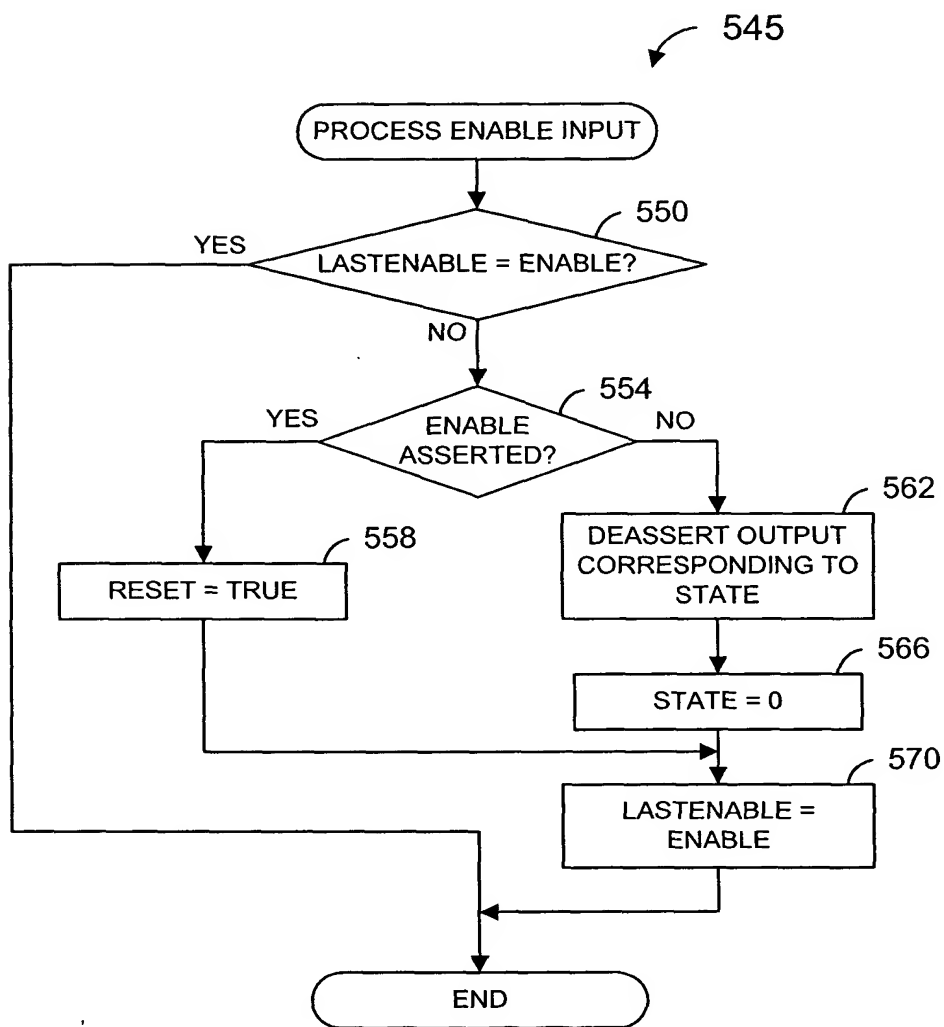 545
PROCESS ENABLE INPUT
550
YES
LASTENABLE = ENABLE?
NO
554
YES
NO
ENABLE
ASSERTED?
562
DEASSERT OUTPUT
CORRESPONDING TO
STATE
558
RESET = TRUE
566
STATE = 0
570
LASTENABLE =
ENABLE
END